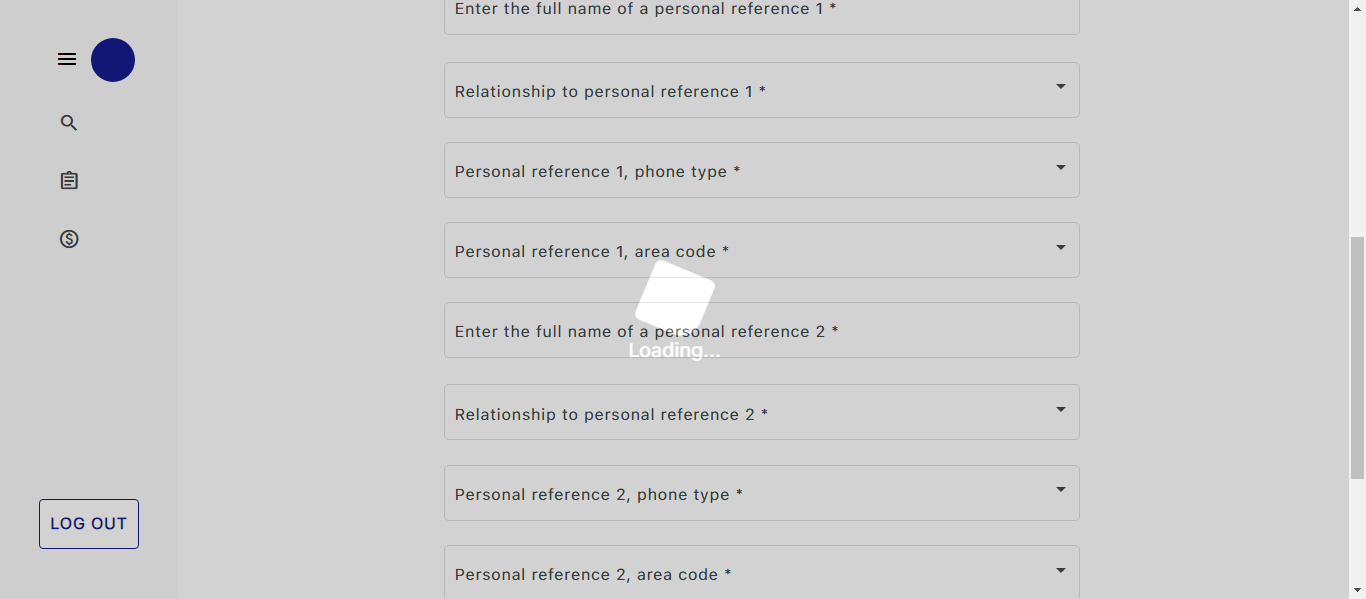 Enter the full name of a personal reference 1 *
Relationship to personal reference 1 *
Personal reference 1, phone type *
Personal reference 1, area code *
Enter the full name of a personal reference 2 *
Loading...
Relationship to personal reference 2 *
Personal reference 2, phone type *
LOG OUT
Personal reference 2, area code *